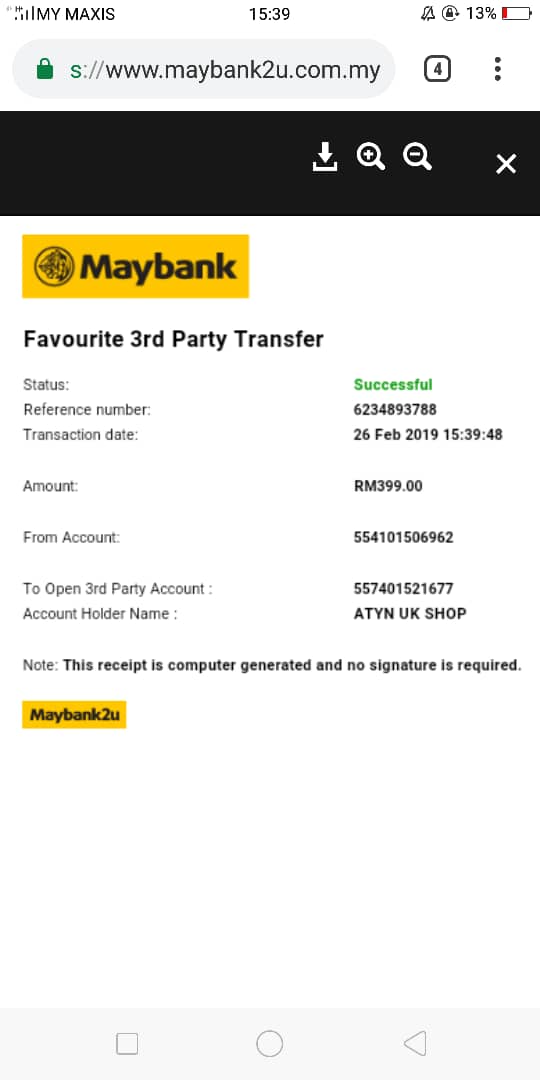 MY MAXIS 15:39 13%
s://www.maybank2u.com.my 4
Maybank
Favourite 3rd Party Transfer
Status: Successful
Reference number: 6234893788
Transaction date: 26 Feb 2019 15:39:48
Amount: RM399.00
From Account: 554101506962
To Open 3rd Party Account : 557401521677
Account Holder Name : ATYN UK SHOP
Note: This receipt is computer generated and no signature is required.
Maybank2u